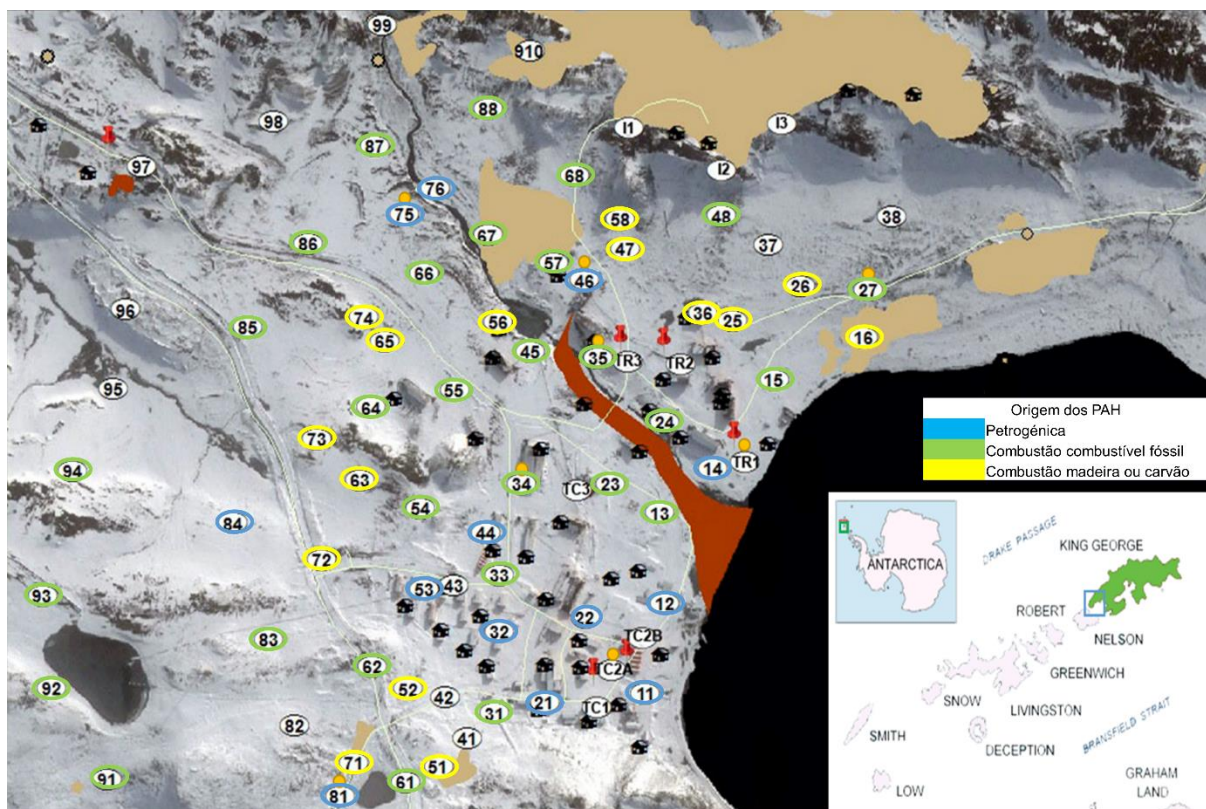 99
910
88
98
I1
I3
87
97
68
I2
76
75
58
48
38
67
86
47
37
57
66
46
26
27
96
74
56
36
25
85
65
16
45
35
TR3
TR2
15
95
55
64
24
73
94
14
TR1
63
34
TC3
23
54
13
84
44
72
33
93
53
43
12
22
32
83
TC2B
62
TC2A
92
52
42
11
21
TC1
31
82
41
71
51
91
61
81
Origem dos PAH
Petrogénica
Combustão combustível fóssil
Combustão madeira ou carvão
ANTARCTICA
DRAKE PASSAGE
KING GEORGE
ROBERT
NELSON
GREENWICH
SNOW
LIVINGSTON
SMITH
DECEPTION
BRANSFIELD STRAIT
LOW
GRAHAM
LAND